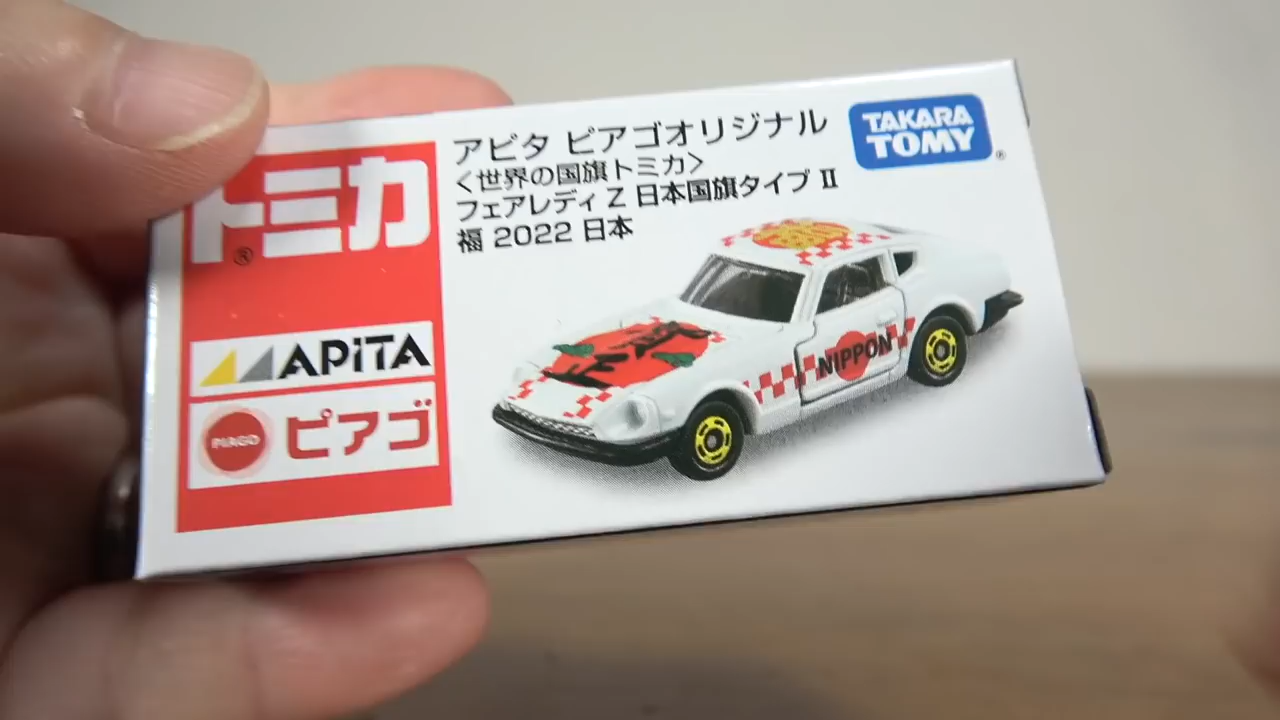 アピタ ピアゴオリジナル
<世界の国旗トミカ>
フェアレディ Z 日本国旗タイプ II
福 2022 日本
TAKARA
TOMY
®
トミカ
®
APiTA
PIAGO
ピアゴ
NIPPON